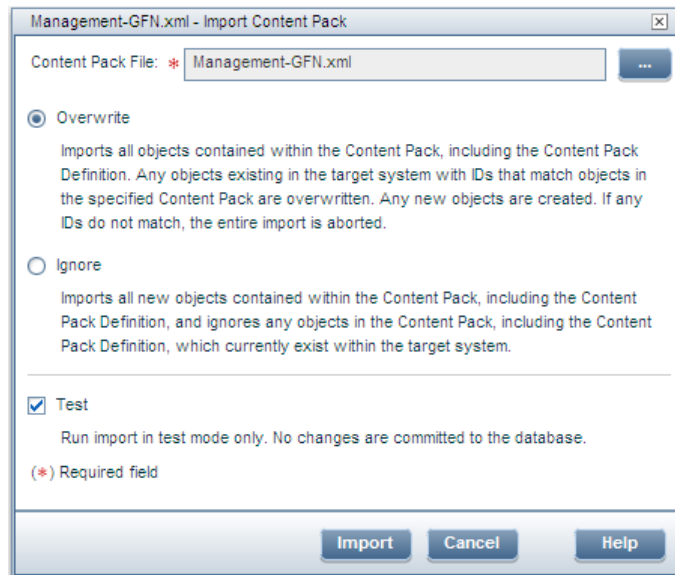 Management-GFN.xml - Import Content Pack
Content Pack File: * Management-GFN.xml ...
Overwrite
Imports all objects contained within the Content Pack, including the Content Pack
Definition. Any objects existing in the target system with IDs that match objects in
the specified Content Pack are overwritten. Any new objects are created. If any
IDs do not match, the entire import is aborted.
Ignore
Imports all new objects contained within the Content Pack, including the Content
Pack Definition, and ignores any objects in the Content Pack, including the Content
Pack Definition, which currently exist within the target system.
Test
Run import in test mode only. No changes are committed to the database.
(*) Required field
Import Cancel Help